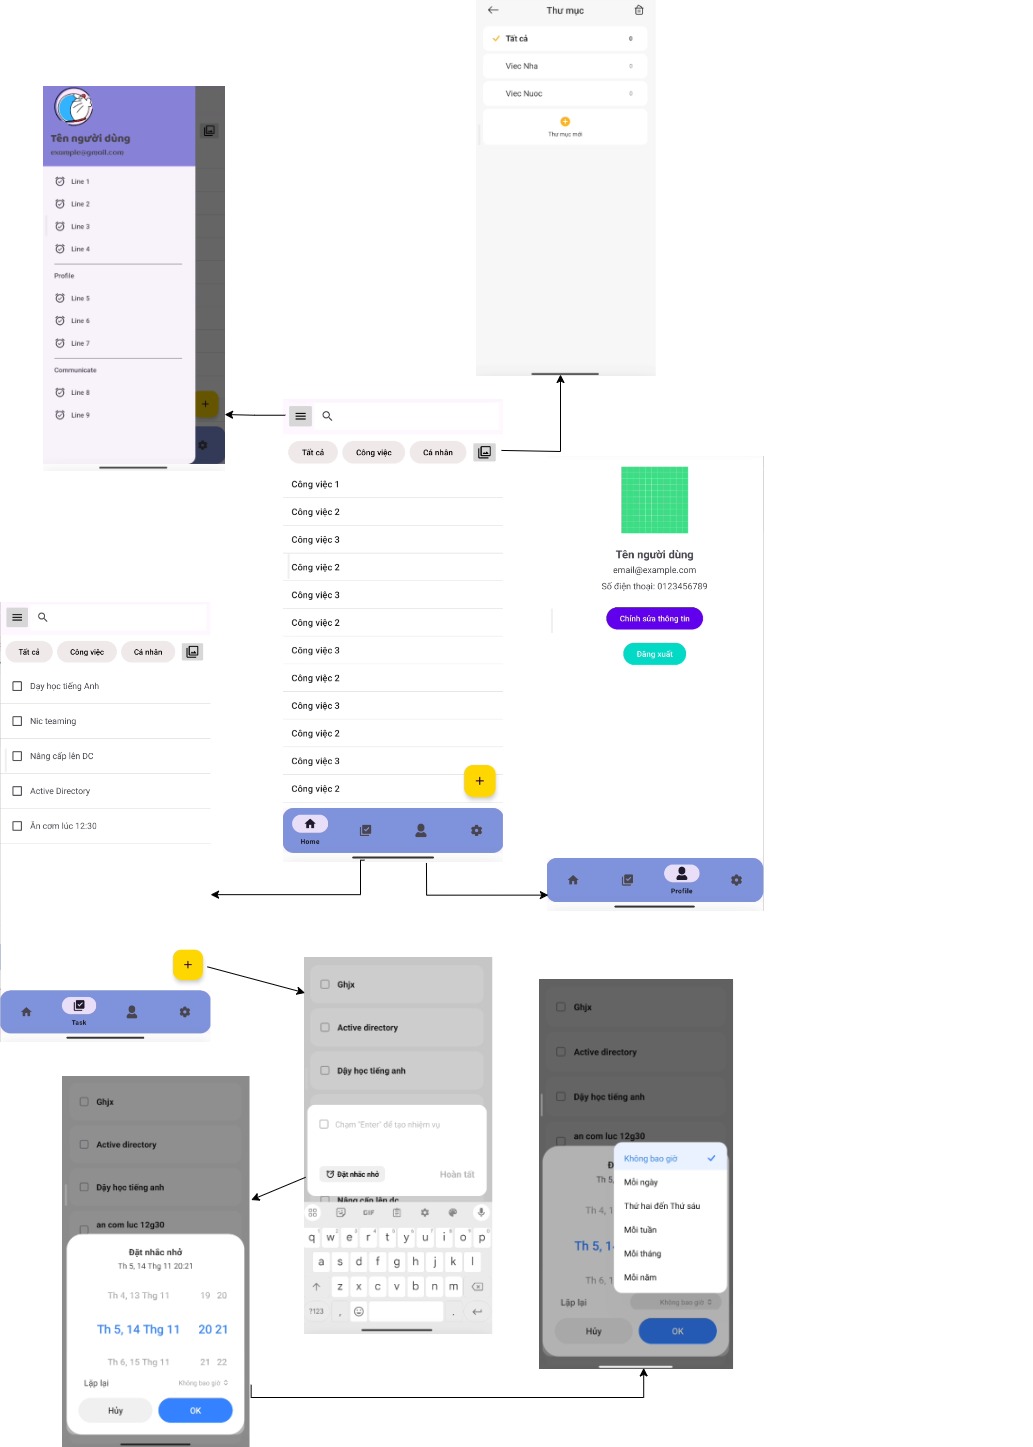 Thư mục
Tất cả 6
Viec Nha 0
Viec Nuoc 0
Thư mục mới
Tên người dùng
example@gmail.com
Line 1
Line 2
Line 3
Line 4
Profile
Line 5
Line 6
Line 7
Communicate
Line 8
Line 9
Tất cả Công việc Cá nhân
Công việc 1
Công việc 2
Công việc 3
Công việc 2
Công việc 3
Công việc 2
Công việc 3
Công việc 2
Công việc 3
Công việc 2
Công việc 3
Công việc 2
Home
Tên người dùng
email@example.com
Số điện thoại: 0123456789
Chỉnh sửa thông tin
Đăng xuất
Profile
Tất cả Công việc Cá nhân
Dạy học tiếng Anh
Nic teaming
Nâng cấp lên DC
Active Directory
Ăn cơm lúc 12:30
Task
Ghjx
Active directory
Dậy học tiếng anh
Chạm "Enter" để tạo nhiệm vụ
Đặt nhắc nhở Hoàn tất
Nâng cấp lên dc
GIF
q w e r t y u i o p
1 2 3 4 5 6 7 8 9 0
a s d f g h j k l
z x c v b n m
?123 , .
Ghjx
Active directory
Dậy học tiếng anh
an com luc 12g30
Đặt nhắc nhở
Th 5, 14 Thg 11 20:21
Th 4, 13 Thg 11 19 20
Th 5, 14 Thg 11 20 21
Th 6, 15 Thg 11 21 22
Lặp lại Không bao giờ
Hủy OK
Ghjx
Active directory
Dậy học tiếng anh
an com luc 12g30
Không bao giờ
Mỗi ngày
Thứ hai đến Thứ sáu
Mỗi tuần
Mỗi tháng
Mỗi năm
Th 5,
Th 4, 1
Th 5, 1
Th 6, 1
Lặp lại Không bao giờ
Hủy OK